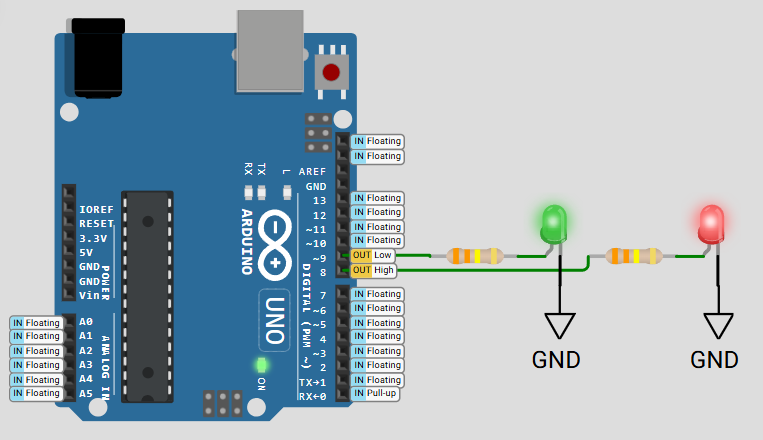 IN Floating
IN Floating
RX
TX
L
AREF
GND
IN Floating
13
IN Floating
12
IN Floating
~11
IN Floating
~10
OUT Low
~9
OUT High
8
ARDUINO
UNO
DIGITAL (PWM ~)
IOREF
RESET
3.3V
5V
GND
GND
Vin
POWER
7
IN Floating
~6
IN Floating
~5
IN Floating
4
IN Floating
~3
IN Floating
2
IN Floating
TX→1
IN Floating
RX←0
IN Pull-up
IN Floating
A0
IN Floating
A1
IN Floating
A2
IN Floating
A3
IN Floating
A4
IN Floating
A5
ANALOG IN
ON
GND
GND